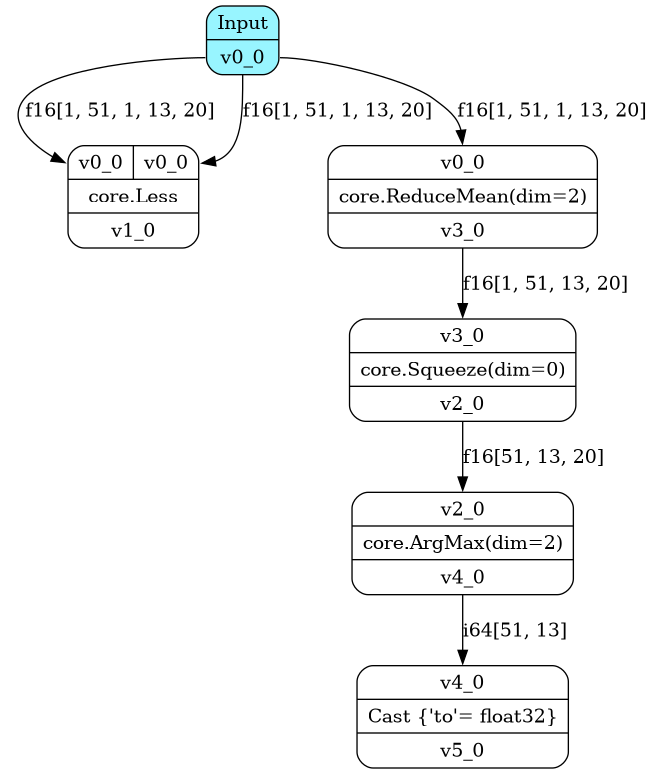 Input
v0_0
f16[1, 51, 1, 13, 20]
f16[1, 51, 1, 13, 20]
f16[1, 51, 1, 13, 20]
v0_0 v0_0
core.Less
v1_0
v0_0
core.ReduceMean(dim=2)
v3_0
f16[1, 51, 13, 20]
v3_0
core.Squeeze(dim=0)
v2_0
f16[51, 13, 20]
v2_0
core.ArgMax(dim=2)
v4_0
i64[51, 13]
v4_0
Cast {'to'= float32}
v5_0